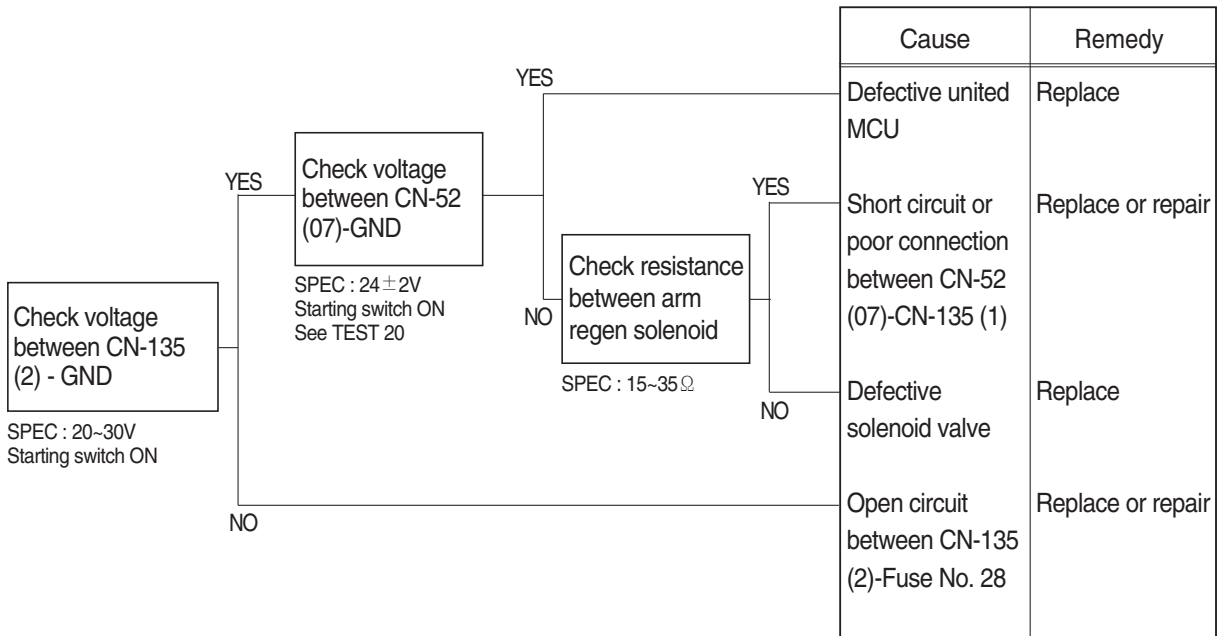 Cause
Remedy
YES
Defective united
MCU
Replace
YES
Check voltage
between CN-52
(07)-GND
SPEC : 24±2V
Starting switch ON
See TEST 20
YES
Short circuit or
poor connection
between CN-52
(07)-CN-135 (1)
Replace or repair
NO
Check resistance
between arm
regen solenoid
SPEC : 15~35Ω
Check voltage
between CN-135
(2) - GND
SPEC : 20~30V
Starting switch ON
NO
Defective
solenoid valve
Replace
NO
Open circuit
between CN-135
(2)-Fuse No. 28
Replace or repair